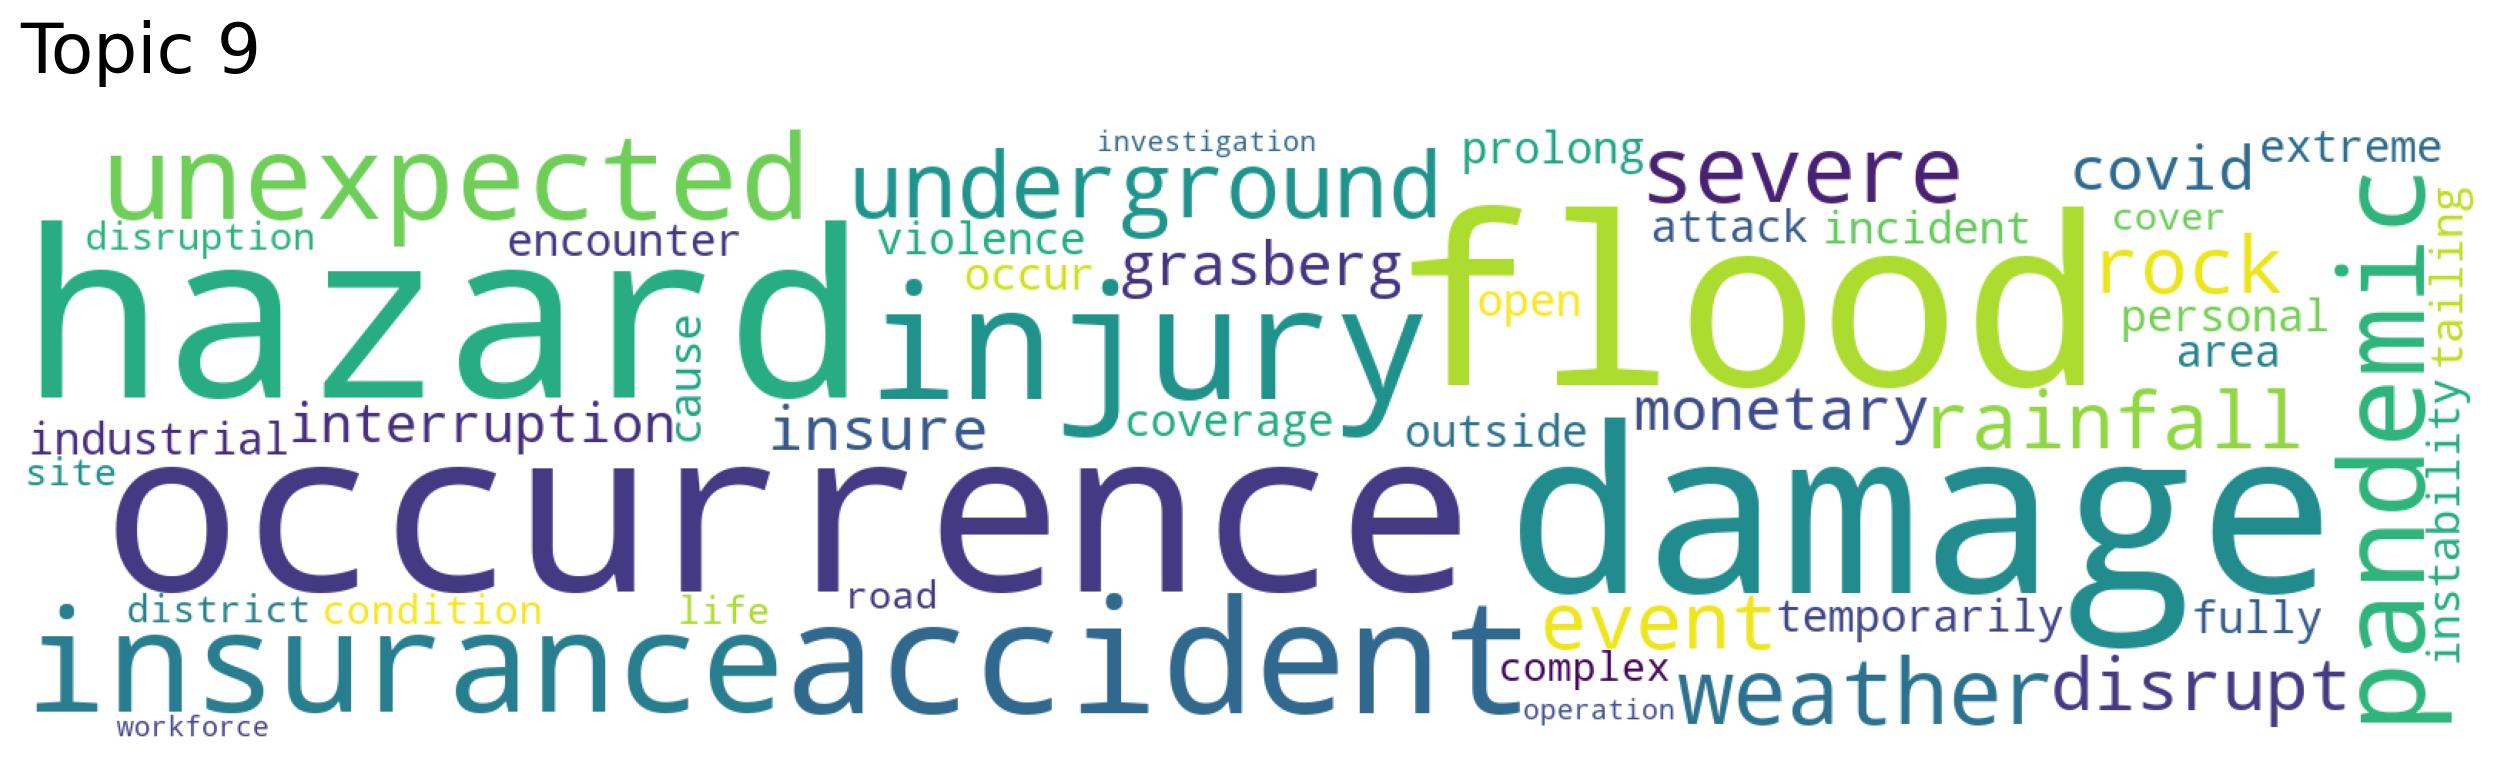 Topic 9
investigation
unexpected
underground
prolong
severe
covid
extreme
disruption
encounter
violence
attack
incident
cover
tailing
hazard
occur
grasberg
flood
open
rock
personal
area
pandemic
cause
injury
industrial
interruption
insure
coverage
outside
monetary
rainfall
instability
site
occurrence
damage
district
condition
life
road
event
temporarily
fully
insurance
accident
complex
weather
disrupt
workforce
operation